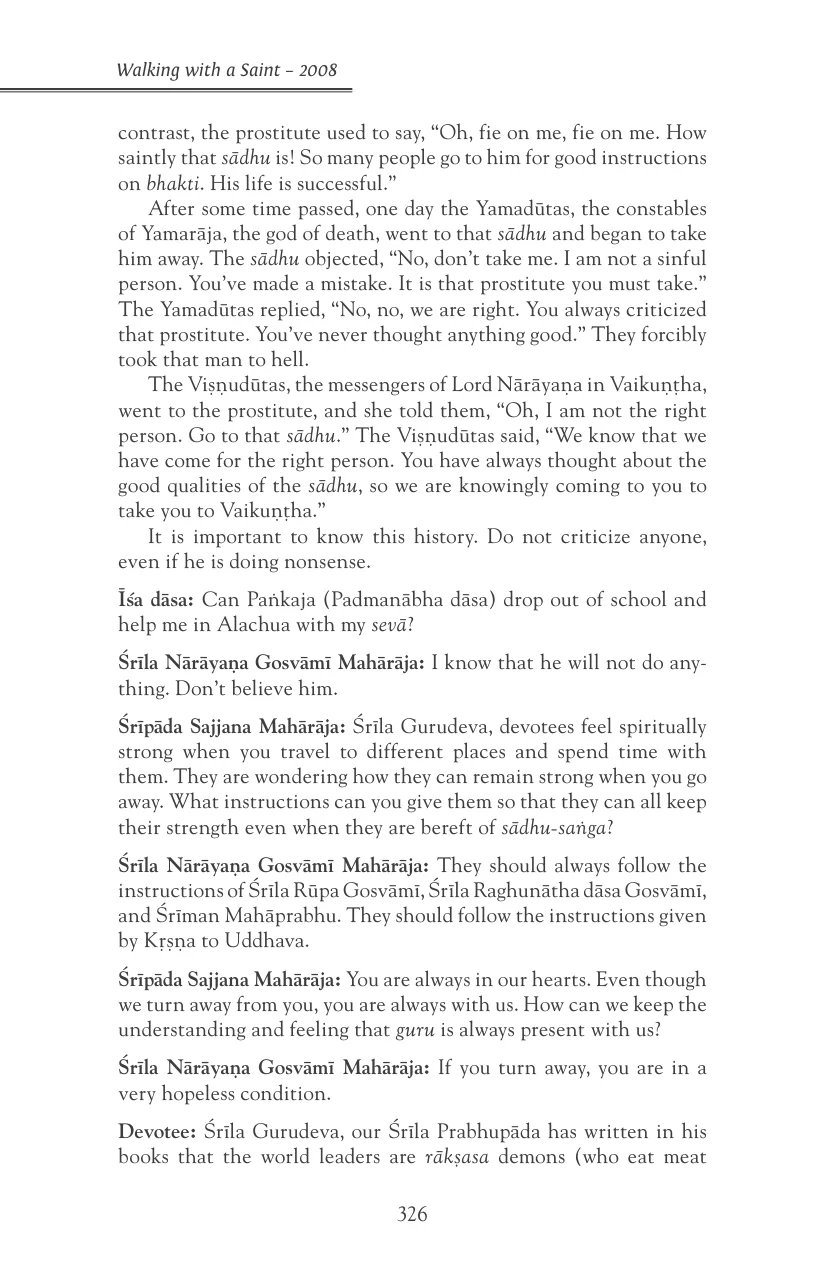 Walking with a Saint – 2008
contrast, the prostitute used to say, “Oh, fie on me, fie on me. How
saintly that sādhu is! So many people go to him for good instructions
on bhakti. His life is successful.”
After some time passed, one day the Yamadūtas, the constables
of Yamarāja, the god of death, went to that sādhu and began to take
him away. The sādhu objected, “No, don’t take me. I am not a sinful
person. You’ve made a mistake. It is that prostitute you must take.”
The Yamadūtas replied, “No, no, we are right. You always criticized
that prostitute. You’ve never thought anything good.” They forcibly
took that man to hell.
The Viṣṇudūtas, the messengers of Lord Nārāyaṇa in Vaikuṇṭha,
went to the prostitute, and she told them, “Oh, I am not the right
person. Go to that sādhu.” The Viṣṇudūtas said, “We know that we
have come for the right person. You have always thought about the
good qualities of the sādhu, so we are knowingly coming to you to
take you to Vaikuṇṭha.”
It is important to know this history. Do not criticize anyone,
even if he is doing nonsense.
Īśa dāsa: Can Paṅkaja (Padmanābha dāsa) drop out of school and
help me in Alachua with my sevā?
Śrīla Nārāyaṇa Gosvāmī Mahārāja: I know that he will not do any-
thing. Don’t believe him.
Śrīpāda Sajjana Mahārāja: Śrīla Gurudeva, devotees feel spiritually
strong when you travel to different places and spend time with
them. They are wondering how they can remain strong when you go
away. What instructions can you give them so that they can all keep
their strength even when they are bereft of sādhu-saṅga?
Śrīla Nārāyaṇa Gosvāmī Mahārāja: They should always follow the
instructions of Śrīla Rūpa Gosvāmī, Śrīla Raghunātha dāsa Gosvāmī,
and Śrīman Mahāprabhu. They should follow the instructions given
by Kṛṣṇa to Uddhava.
Śrīpāda Sajjana Mahārāja: You are always in our hearts. Even though
we turn away from you, you are always with us. How can we keep the
understanding and feeling that guru is always present with us?
Śrīla Nārāyaṇa Gosvāmī Mahārāja: If you turn away, you are in a
very hopeless condition.
Devotee: Śrīla Gurudeva, our Śrīla Prabhupāda has written in his
books that the world leaders are rākṣasa demons (who eat meat
326